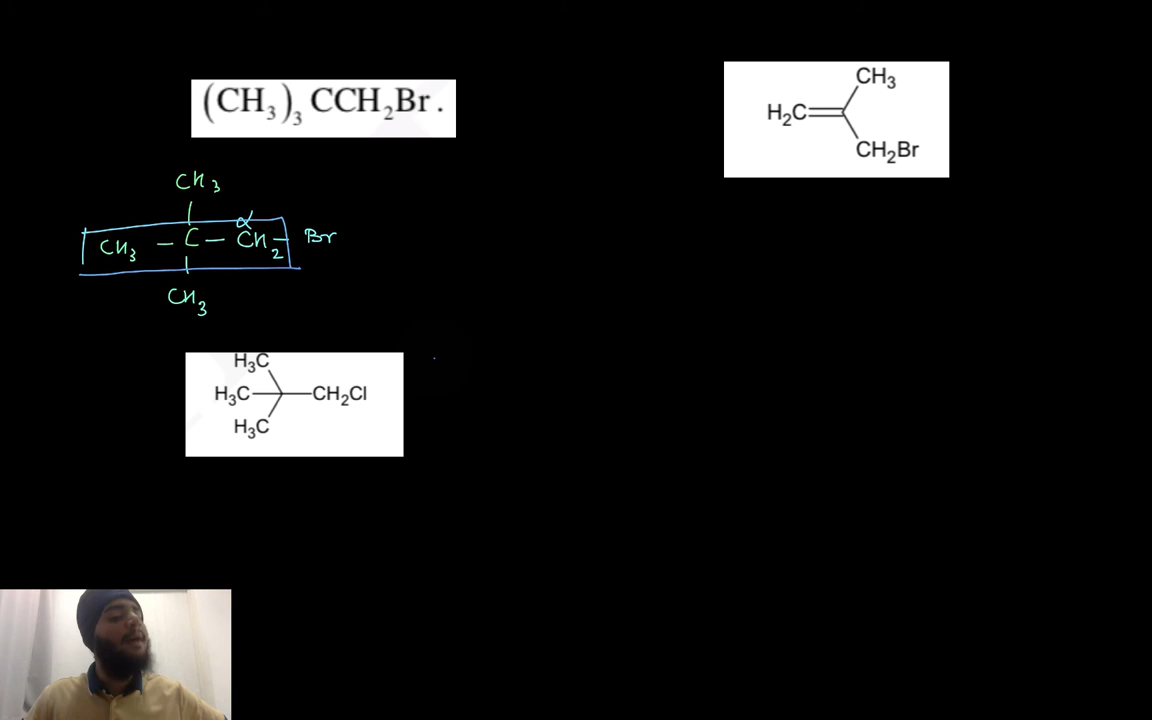 (CH₃)₃ CCH₂Br .
CH₃
α
CH₃ – C – CH₂ – Br
CH₃
H₃C
H₃C CH₂Cl
H₃C
CH₃
H₂C
CH₂Br